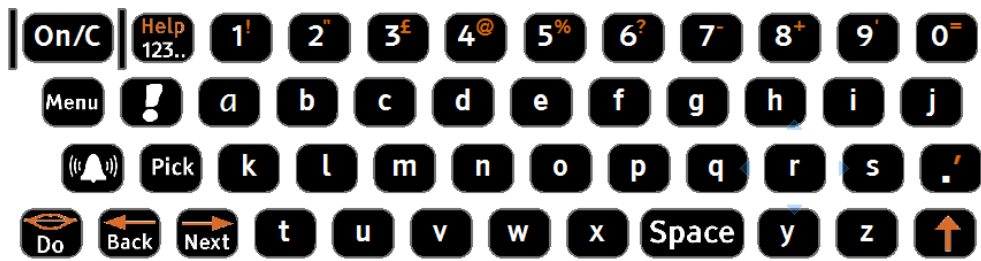 On/C Help 123.. 1! 2" 3£ 4@ 5% 6? 7- 8+ 9' 0=
Menu ! a b c d e f g h i j
Pick k l m n o p q r s .'
Do Back Next t u v w x Space y z